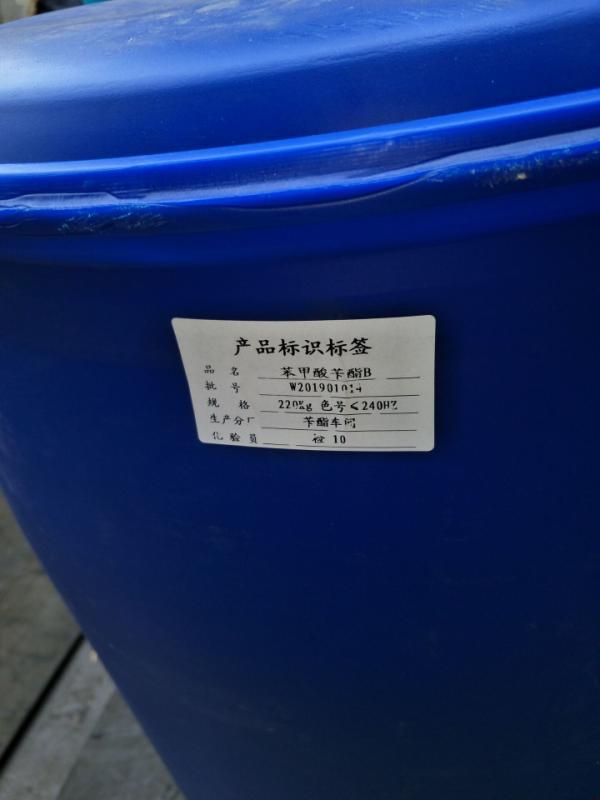 产品标识标签
品 名 苯甲酸苄酯B
批 号 W201901014
规 格 220Kg 色号<240HZ
生产分厂 苄酯车间
化验员 检 10